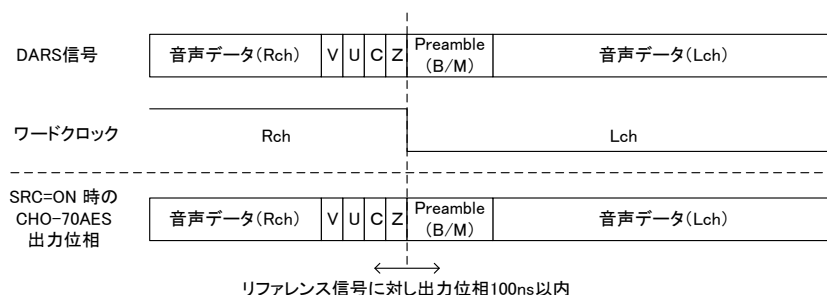 DARS信号
音声データ(Rch)
V
U
C
Z
Preamble
(B/M)
音声データ(Lch)
ワードクロック
Rch
Lch
SRC=ON 時の
CHO-70AES
出力位相
音声データ(Rch)
V
U
C
Z
Preamble
(B/M)
音声データ(Lch)
リファレンス信号に対し出力位相100ns以内